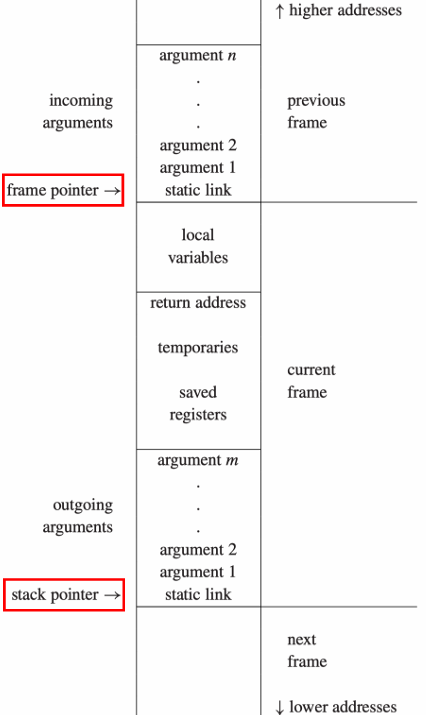 ↑ higher addresses
argument n
.
incoming . previous
arguments . frame
argument 2
argument 1
frame pointer → static link
local
variables
return address
temporaries
current
saved frame
registers
argument m
.
outgoing .
arguments .
argument 2
argument 1
stack pointer → static link
next
frame
↓ lower addresses